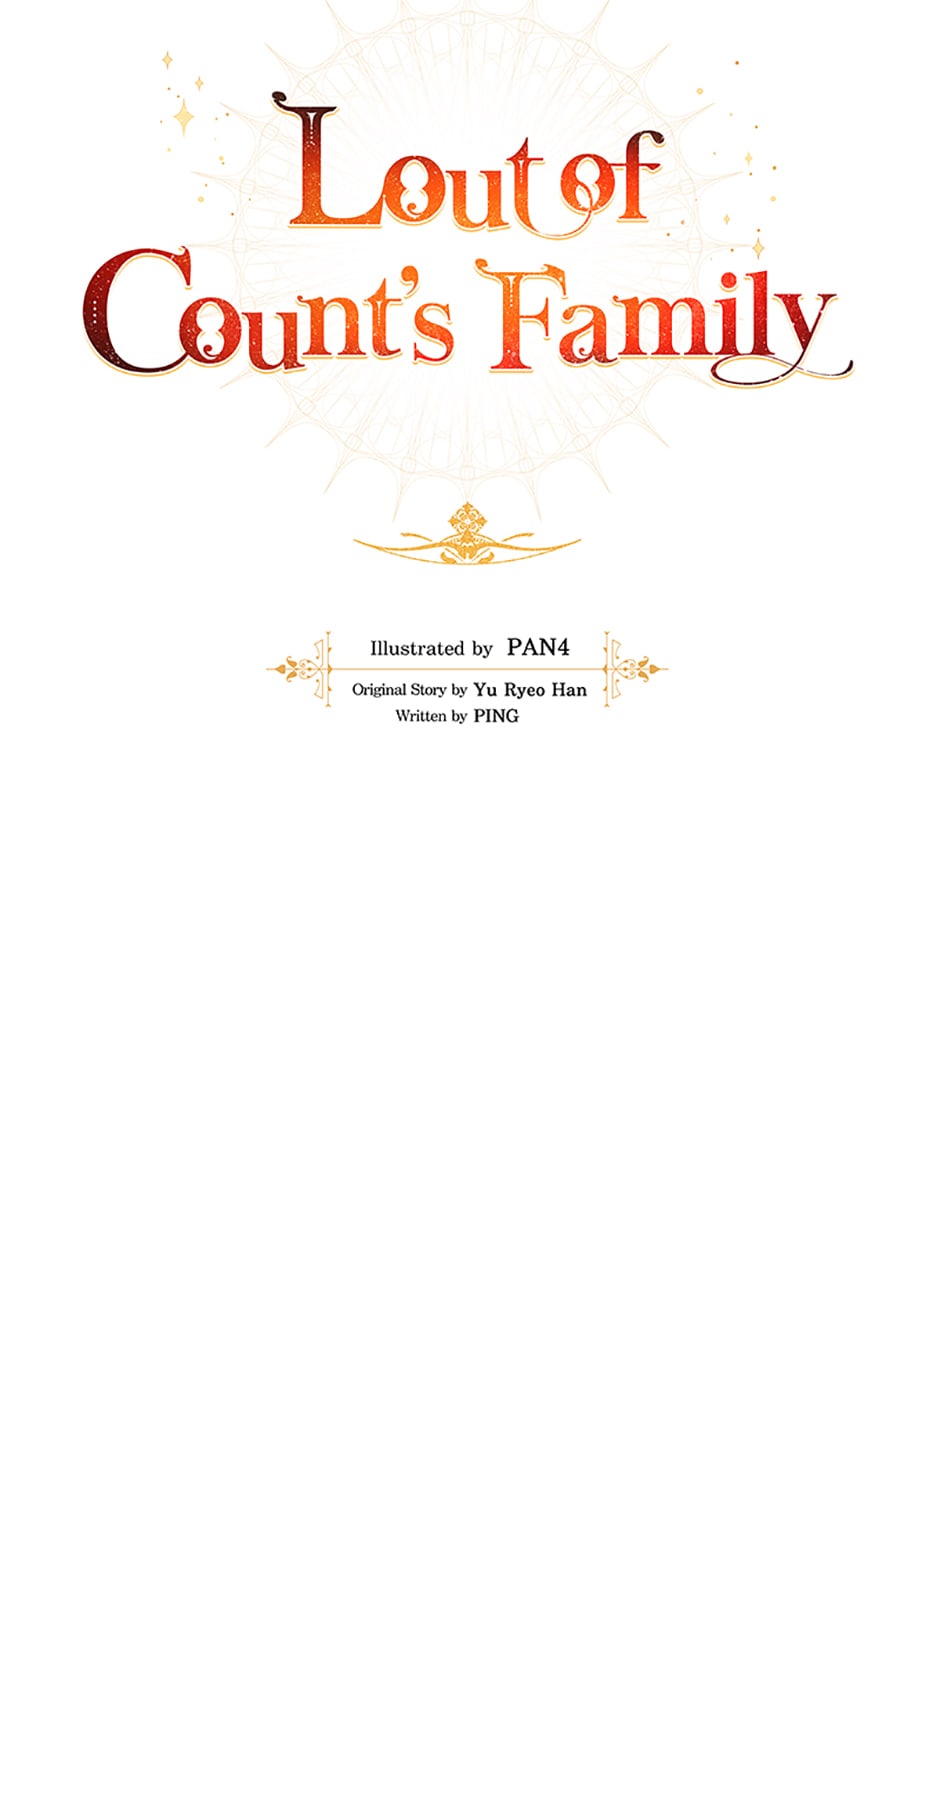 Lout of
Count's Family
Illustrated by PAN4
Original Story by Yu Ryeo Han
Written by PING